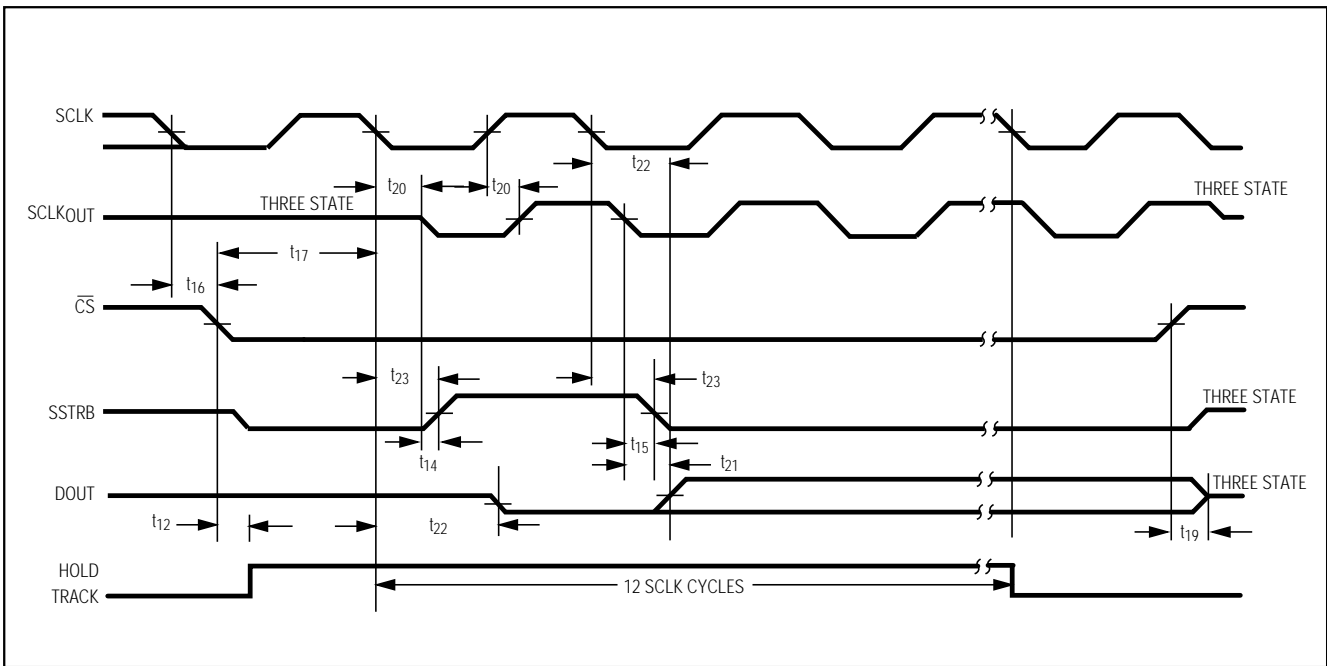 SCLK
t22
t20
t20
THREE STATE
THREE STATE
SCLKOUT
t17
t16
CS
t23
t23
THREE STATE
SSTRB
t15
t14
t21
THREE STATE
DOUT
t12
t22
t19
HOLD
12 SCLK CYCLES
TRACK